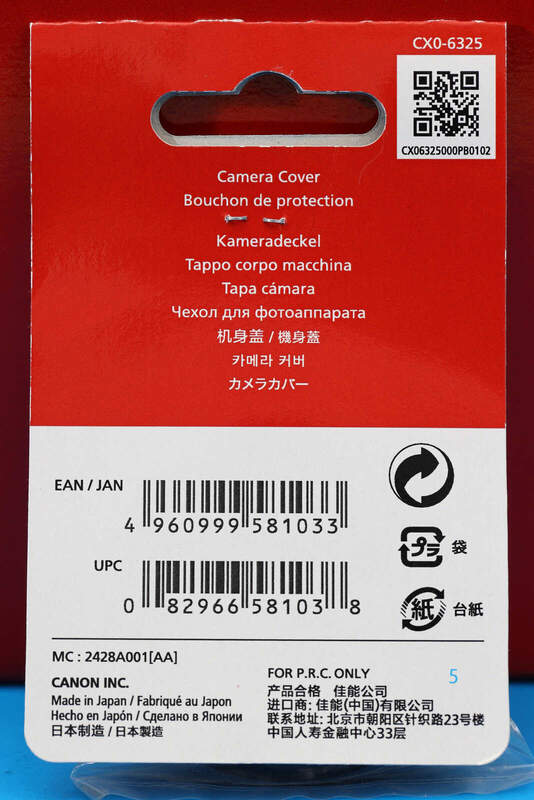 CX0-6325
CX06325000PB0102
Camera Cover
Bouchon de protection
Kameradeckel
Tappo corpo macchina
Tapa cámara
Чехол для фотоаппарата
机身盖 / 機身蓋
카메라 커버
カメラカバー
EAN / JAN
4 960999 581033
UPC
0 82966 58103 8
プラ 袋
紙 台紙
MC : 2428A001[AA]
CANON INC.
Made in Japan / Fabriqué au Japon
Hecho en Japón / Сделано в Японии
日本制造 / 日本製造
FOR P.R.C. ONLY
5
产品合格 佳能公司
进口商: 佳能(中国)有限公司
联系地址: 北京市朝阳区针织路23号楼
中国人寿金融中心33层